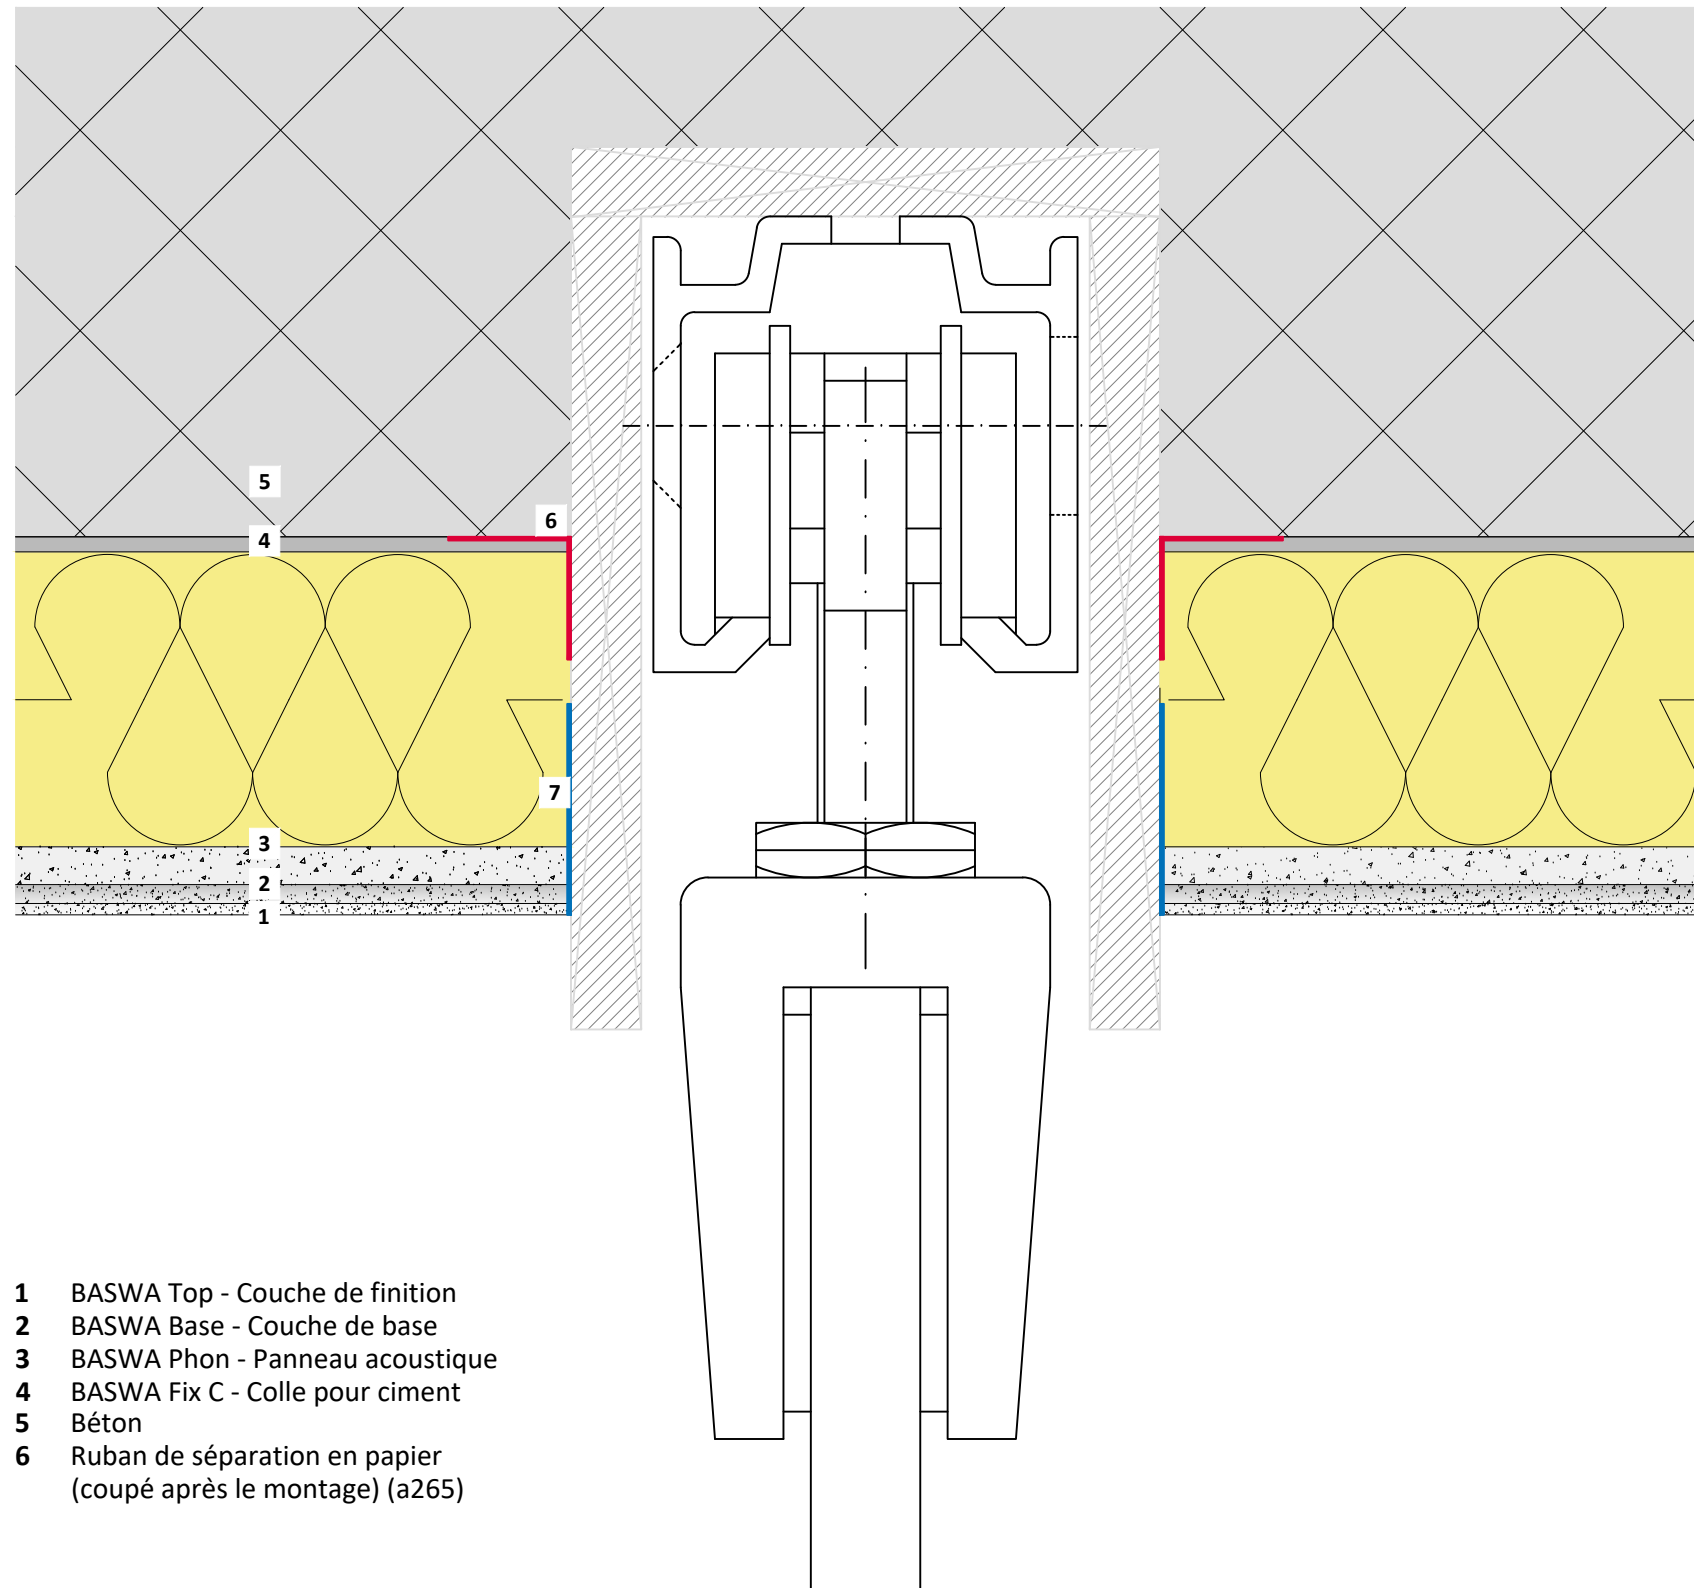 5
6
4
7
3
2
1
1 BASWA Top - Couche de finition
2 BASWA Base - Couche de base
3 BASWA Phon - Panneau acoustique
4 BASWA Fix C - Colle pour ciment
5 Béton
6 Ruban de séparation en papier
(coupé après le montage) (a265)